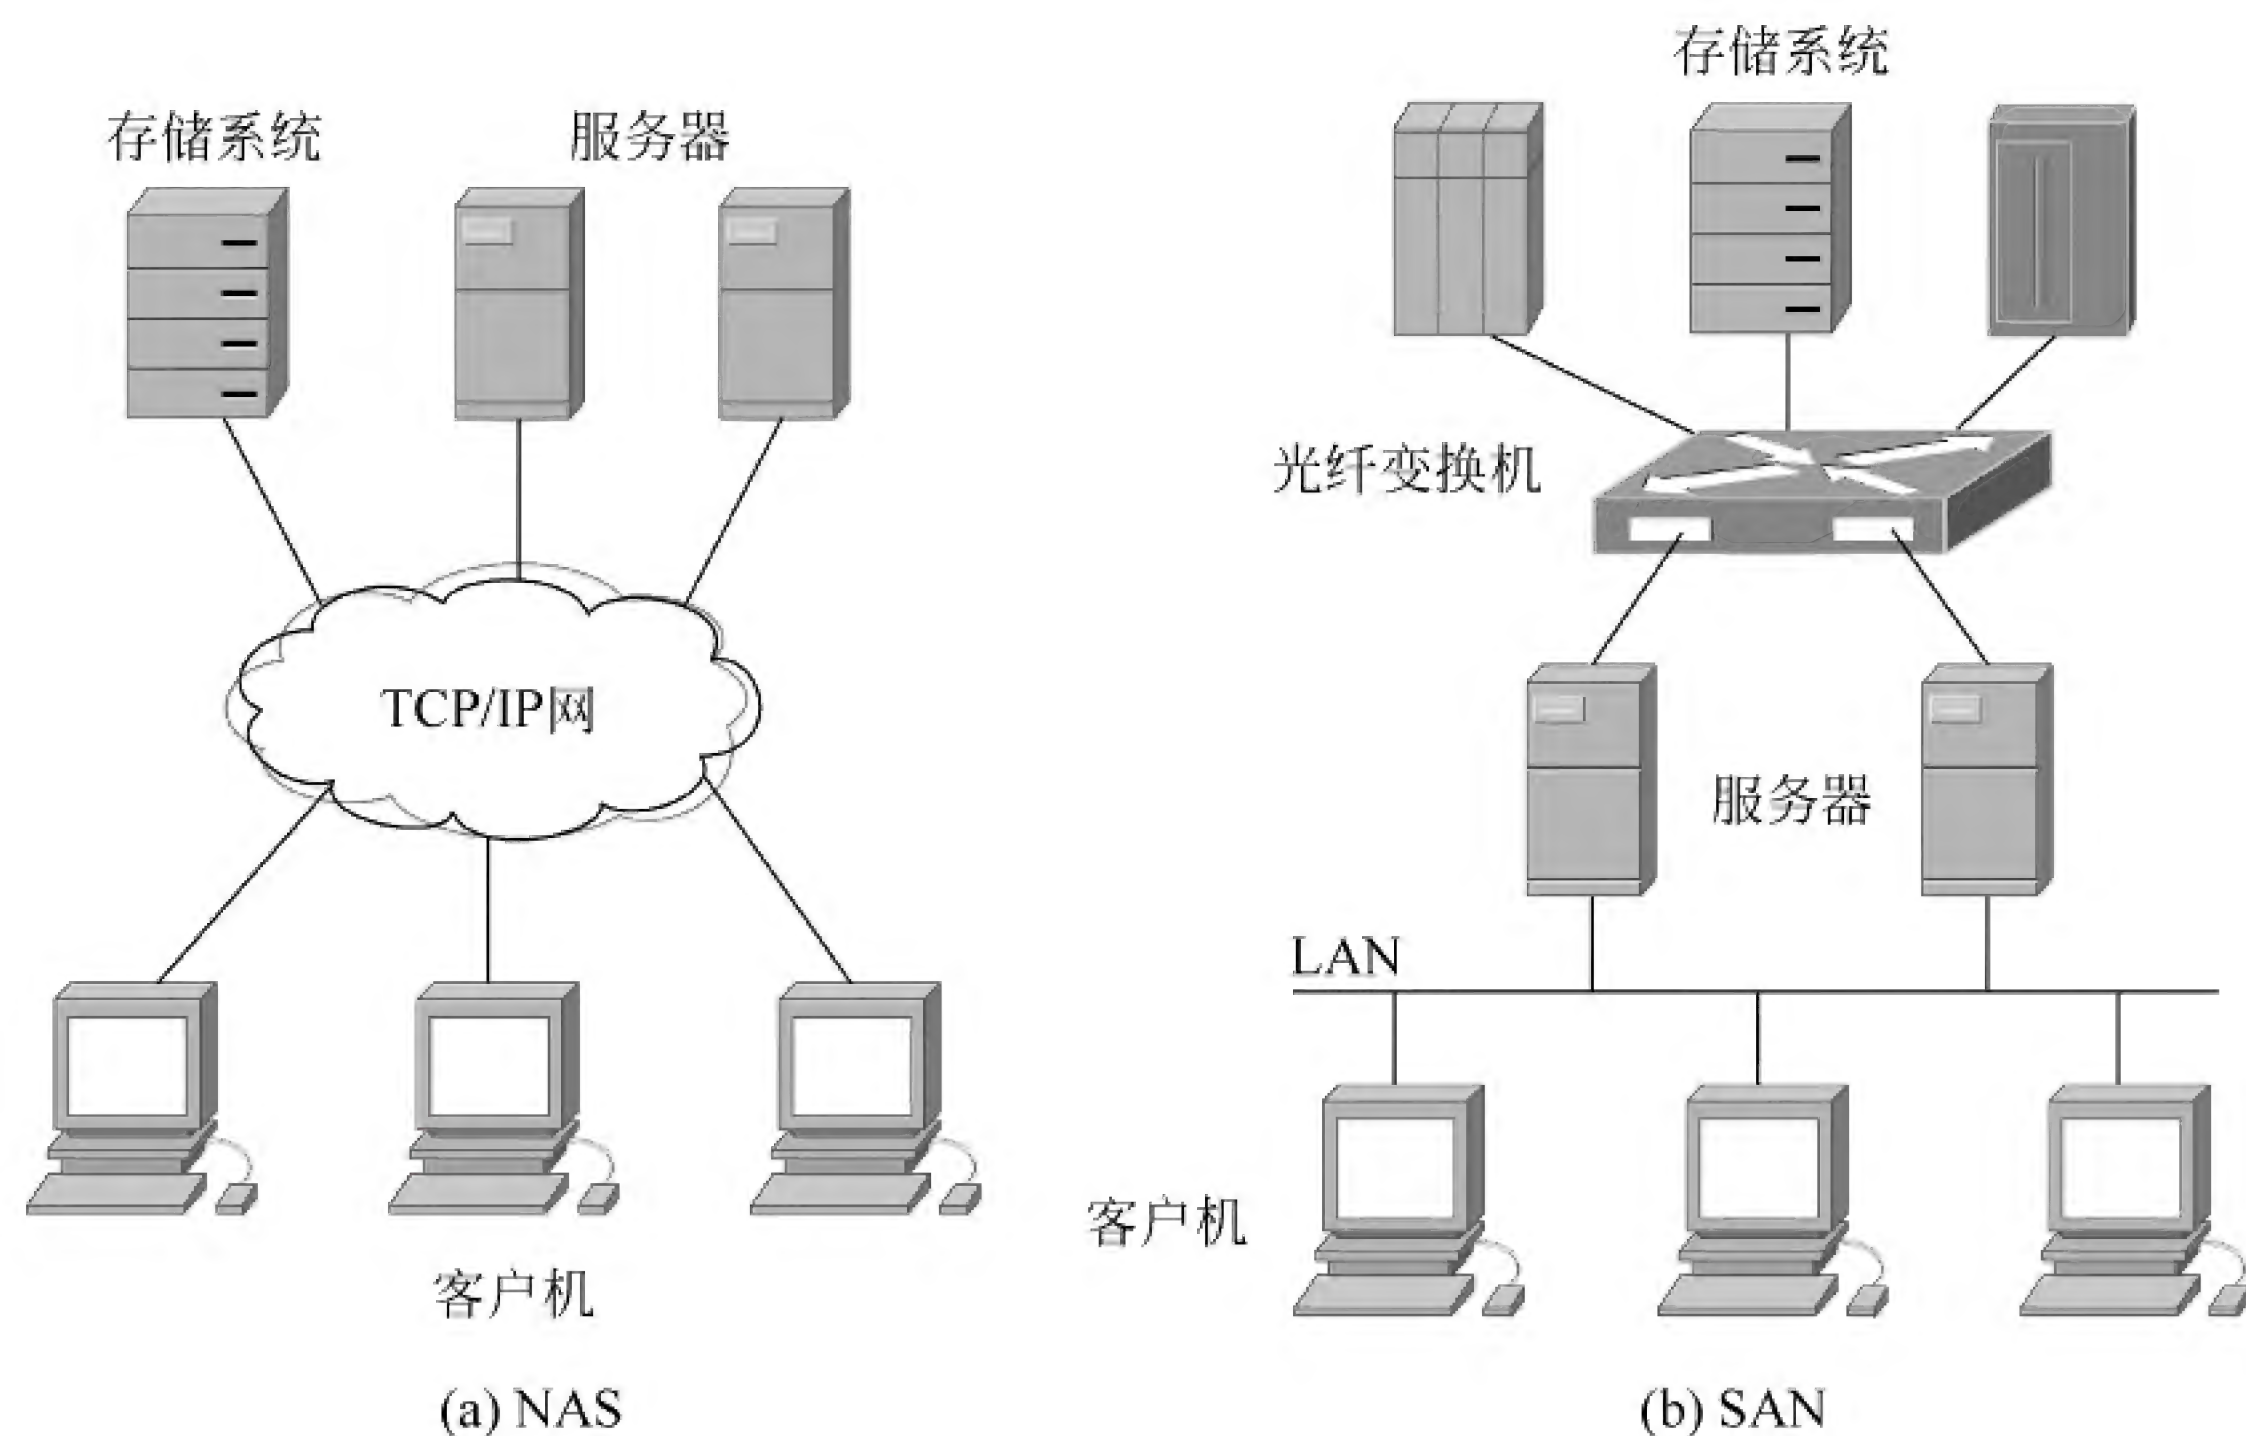 存储系统
服务器
TCP/IP网
客户机
(a) NAS
存储系统
光纤变换机
服务器
LAN
客户机
(b) SAN